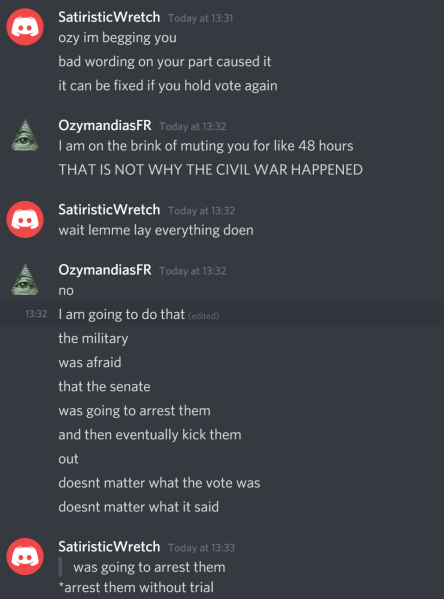 SatiristicWretch Today at 13:31
ozy im begging you
bad wording on your part caused it
it can be fixed if you hold vote again
OzymandiasFR Today at 13:32
I am on the brink of muting you for like 48 hours
THAT IS NOT WHY THE CIVIL WAR HAPPENED
SatiristicWretch Today at 13:32
wait lemme lay everything doen
OzymandiasFR Today at 13:32
no
13:32 I am going to do that (edited)
the military
was afraid
that the senate
was going to arrest them
and then eventually kick them
out
doesnt matter what the vote was
doesnt matter what it said
SatiristicWretch Today at 13:33
was going to arrest them
*arrest them without trial